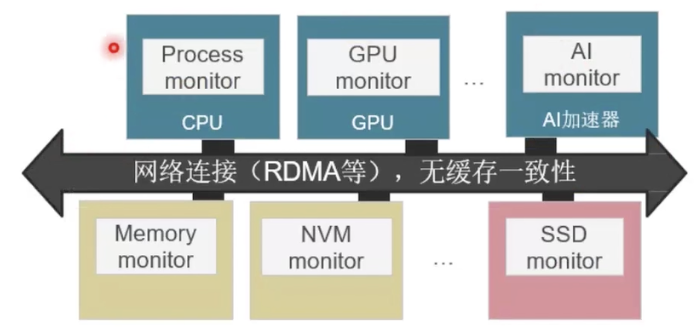 Process
monitor
CPU
GPU
monitor
GPU
...
AI
monitor
AI加速器
网络连接（RDMA等），无缓存一致性
Memory
monitor
NVM
monitor
...
SSD
monitor